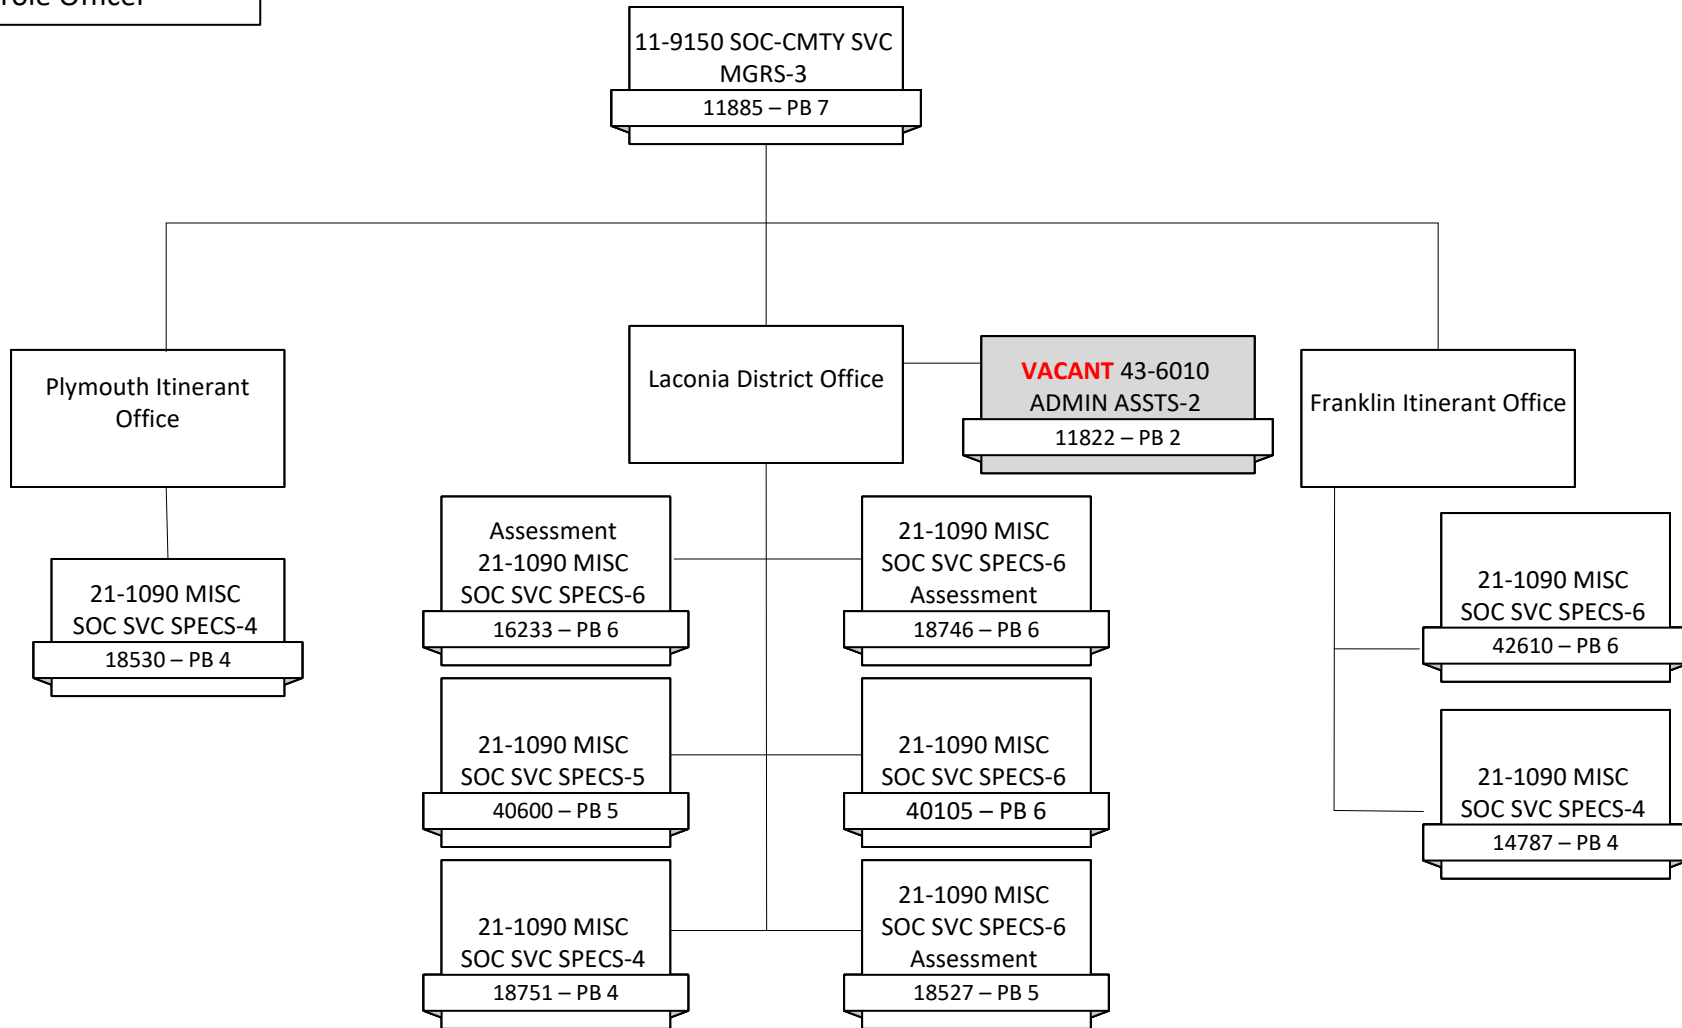 11-9150 SOC-CMTY SVC
MGRS-3
11885 – PB 7
Plymouth Itinerant
Office
Laconia District Office
VACANT 43-6010
ADMIN ASSTS-2
11822 – PB 2
Franklin Itinerant Office
21-1090 MISC
SOC SVC SPECS-4
18530 – PB 4
Assessment
21-1090 MISC
SOC SVC SPECS-6
16233 – PB 6
21-1090 MISC
SOC SVC SPECS-6
Assessment
18746 – PB 6
21-1090 MISC
SOC SVC SPECS-6
42610 – PB 6
21-1090 MISC
SOC SVC SPECS-5
40600 – PB 5
21-1090 MISC
SOC SVC SPECS-6
40105 – PB 6
21-1090 MISC
SOC SVC SPECS-4
14787 – PB 4
21-1090 MISC
SOC SVC SPECS-4
18751 – PB 4
21-1090 MISC
SOC SVC SPECS-6
Assessment
18527 – PB 5